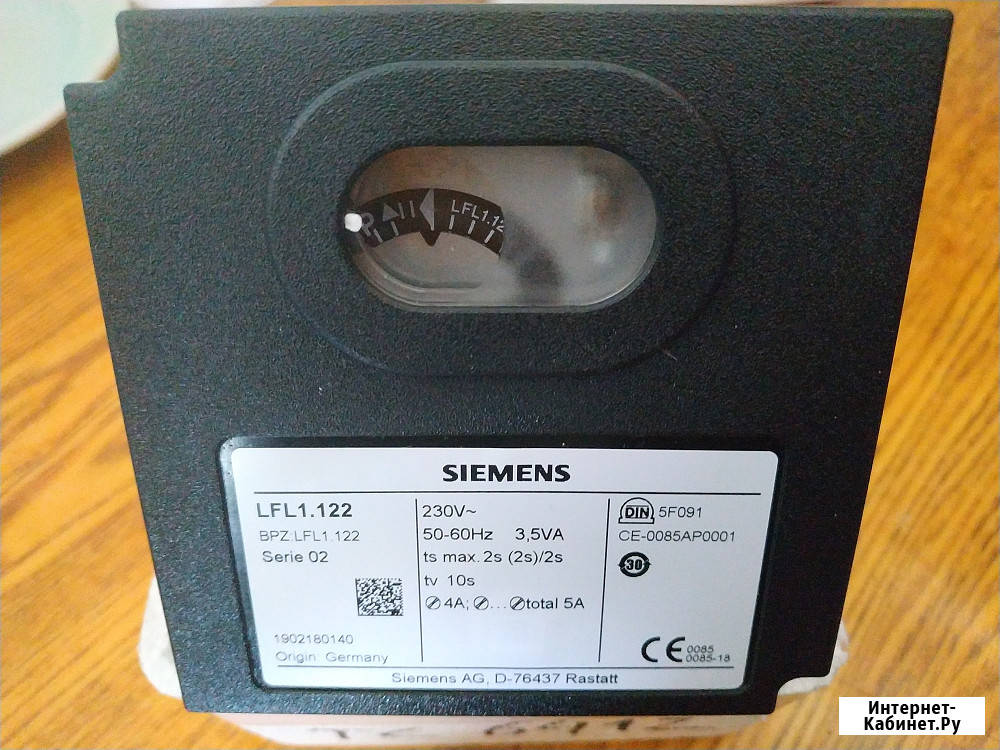 P
LFL1.12
SIEMENS
LFL1.122
BPZ:LFL1.122
Serie 02
1902180140
Origin: Germany
230V~
50-60Hz 3,5VA
ts max. 2s (2s)/2s
tv 10s
4A; ... total 5A
DIN 5F091
CE-0085AP0001
30
CE 0085
0085-18
Siemens AG, D-76437 Rastatt
Интернет-
Кабинет.Ру